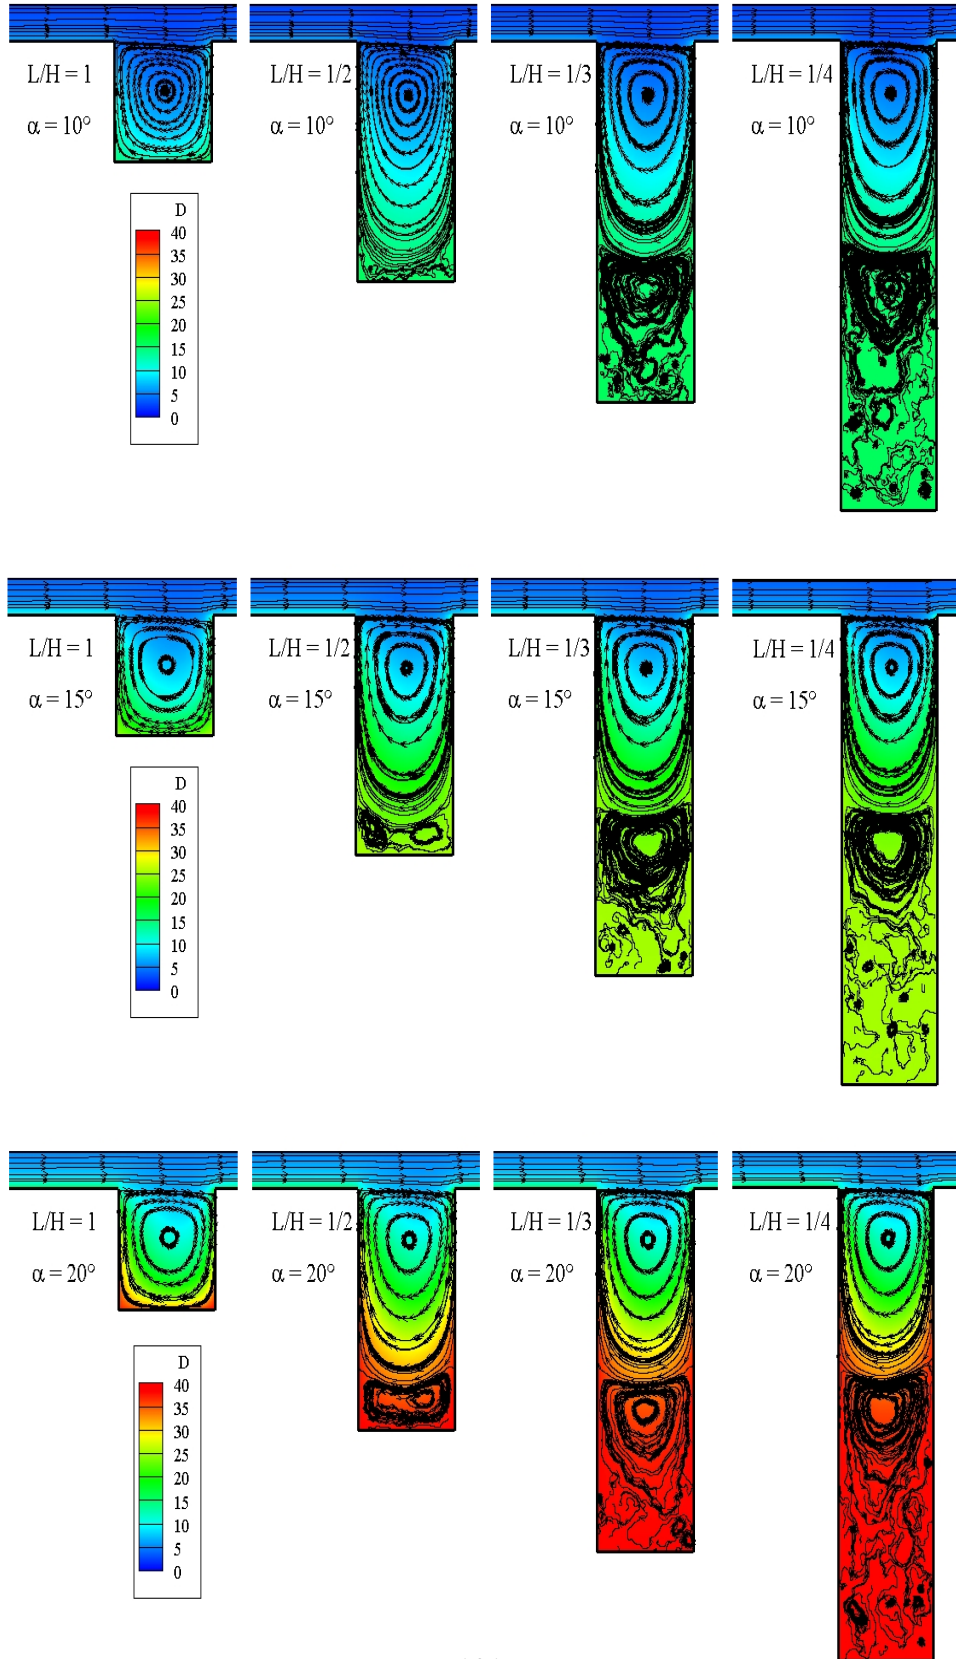 L/H = 1
α = 10°
L/H = 1/2
α = 10°
L/H = 1/3
α = 10°
L/H = 1/4
α = 10°
D
40
35
30
25
20
15
10
5
0
L/H = 1
α = 15°
L/H = 1/2
α = 15°
L/H = 1/3
α = 15°
L/H = 1/4
α = 15°
D
40
35
30
25
20
15
10
5
0
L/H = 1
α = 20°
L/H = 1/2
α = 20°
L/H = 1/3
α = 20°
L/H = 1/4
α = 20°
D
40
35
30
25
20
15
10
5
0